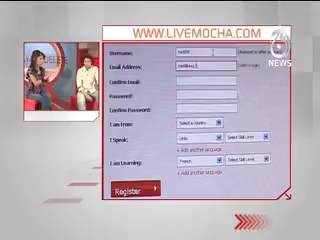 WWW.LIVEMOCHA.COM
NEWS
Username:
Email Address:
Confirm Email:
Password:
Confirm Password:
I am From:
Select a Country...
I Speak:
Urdu
Select Skill Level...
+ Add another language
I am Learning:
French
Select Skill Level...
+ Add another language
Register